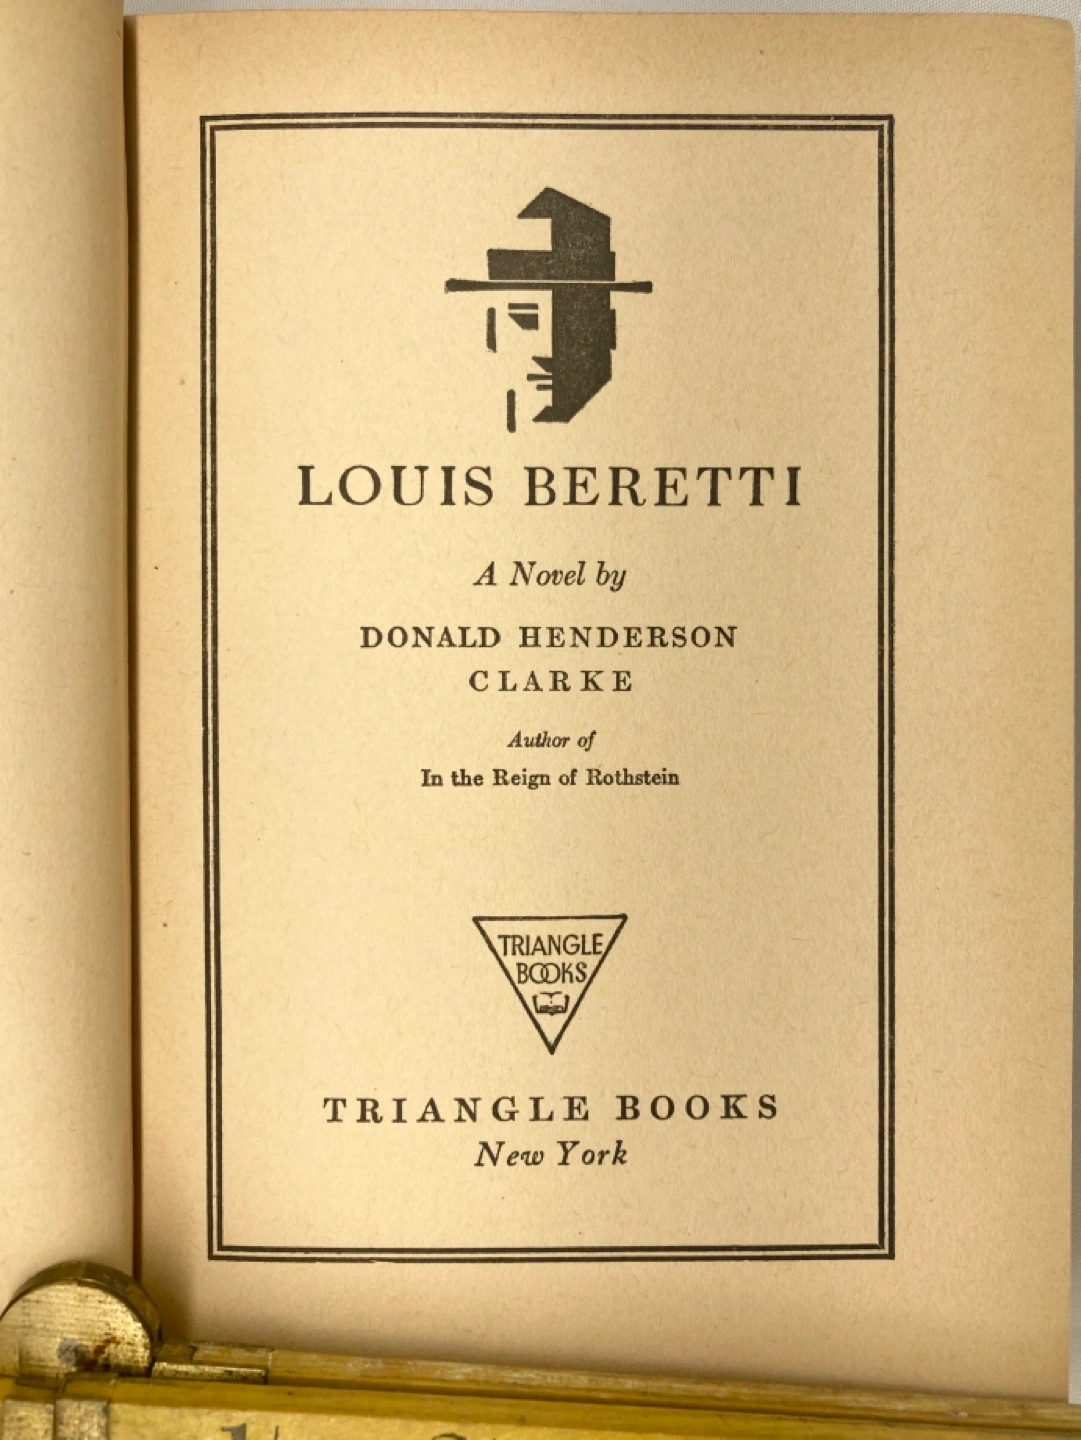 LOUIS BERETTI
A Novel by
DONALD HENDERSON
CLARKE
Author of
In the Reign of Rothstein
TRIANGLE
BOOKS
TRIANGLE BOOKS
New York